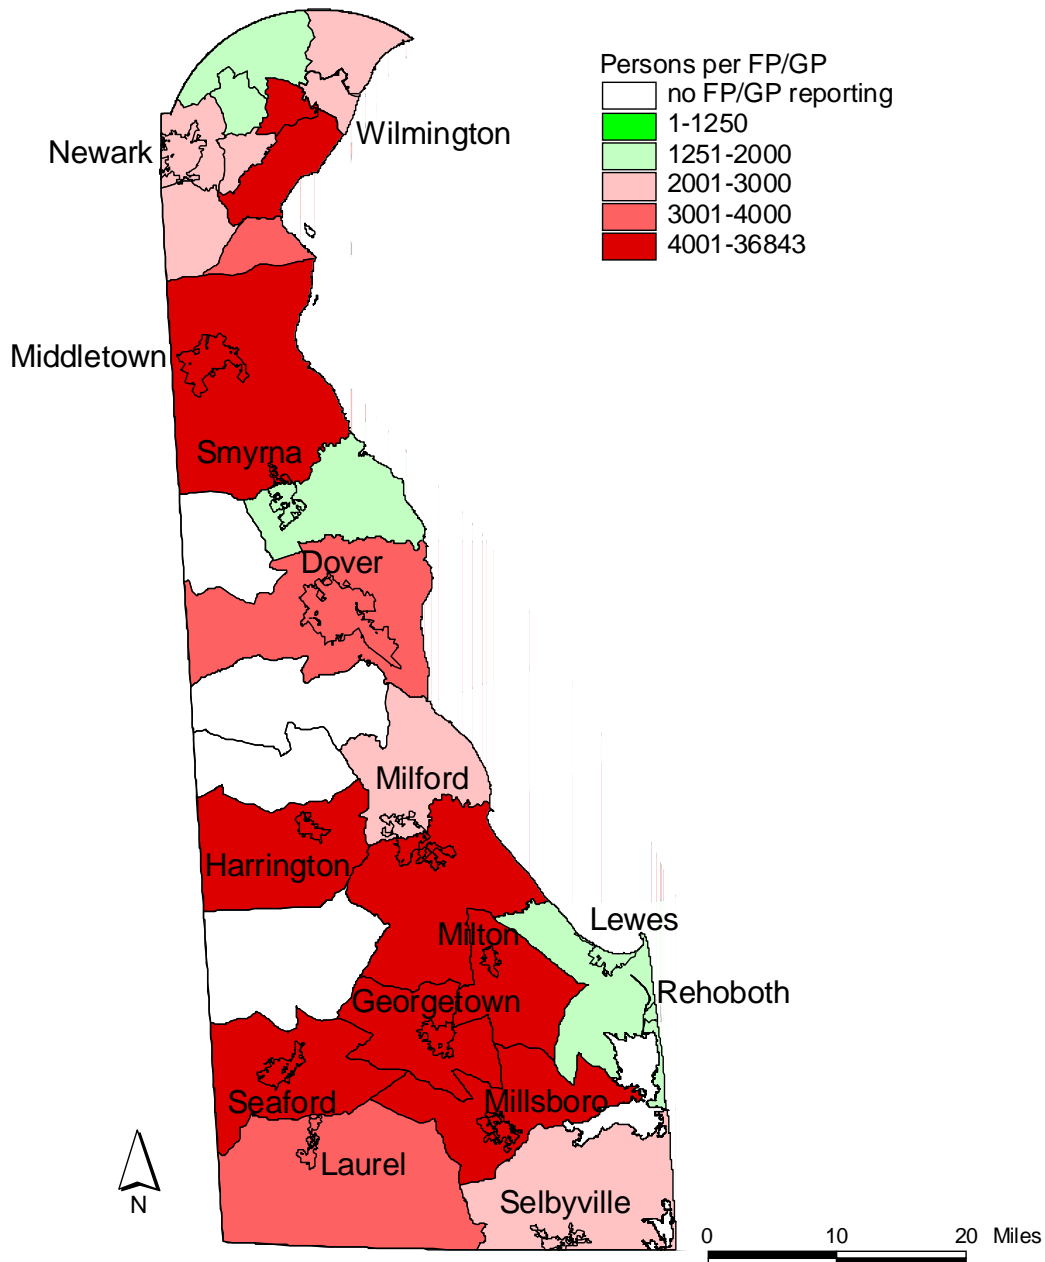 Persons per FP/GP
no FP/GP reporting
1-1250
1251-2000
2001-3000
3001-4000
4001-36843
Wilmington
Newark
Middletown
Smyrna
Dover
Milford
Harrington
Lewes
Milton
Rehoboth
Georgetown
Seaford
Millsboro
Laurel
N
Selbyville
0 10 20 Miles